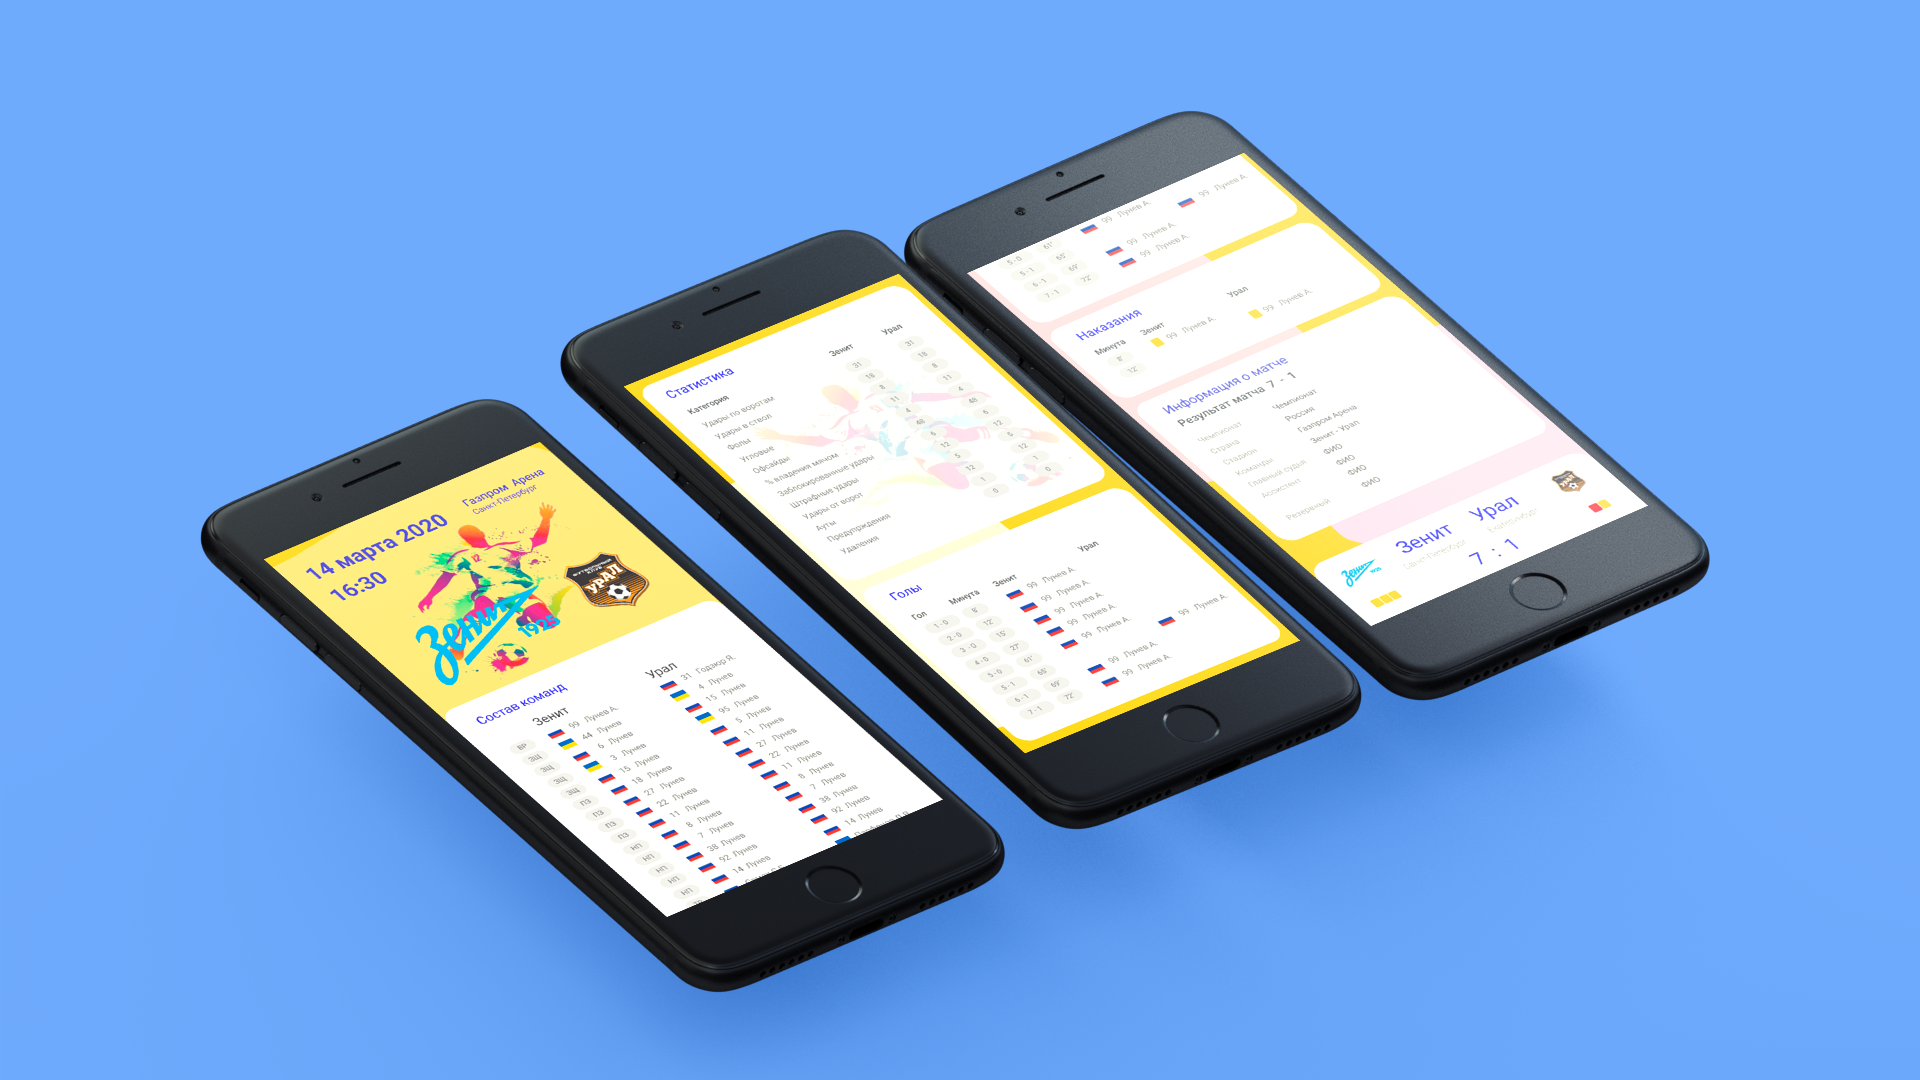 14 марта 2020
16:30
Газпром Арена
Санкт-Петербург
12
Зенит
1925
ФУТБОЛЬНЫЙ
КЛУБ
УРАЛ
Состав команд
Зенит Урал
ВР 99 Лунев А. 31 Годзюр Я.
ЗЩ 44 Лунев 4 Лунев
ЗЩ 6 Лунев 15 Лунев
ЗЩ 3 Лунев 95 Лунев
ЗЩ 15 Лунев 5 Лунев
ПЗ 18 Лунев 11 Лунев
ПЗ 27 Лунев 27 Лунев
ПЗ 22 Лунев 22 Лунев
ПЗ 11 Лунев 11 Лунев
НП 8 Лунев 8 Лунев
НП 7 Лунев 7 Лунев
НП 38 Лунев 38 Лунев
НП 92 Лунев 92 Лунев
НП 14 Лунев 14 Лунев
Статистика
Категория Зенит Урал
Удары по воротам 31 31
Удары в створ 18 18
Фолы 8 8
Угловые 11 11
Офсайды 4 4
% владения мячом 48 48
Заблокированные удары 6 6
Штрафные удары 12 12
Удары от ворот 5 5
Ауты 12 12
Предупреждения 1 1
Удаления 0 0
Голы
Гол Минута Зенит Урал
1 - 0 8' 99 Лунев А.
2 - 0 12' 99 Лунев А.
3 - 0 15' 99 Лунев А.
4 - 0 27' 99 Лунев А.
5 - 0 61' 99 Лунев А.
5 - 1 99 Лунев А.
6 - 1 69' 99 Лунев А.
7 - 1 72' 99 Лунев А.
5 - 0 61' 99 Лунев А.
5 - 1 65' 99 Лунев А.
6 - 1 69' 99 Лунев А.
7 - 1 72' 99 Лунев А.
Наказания
Минута Зенит Урал
8' 99 Лунев А.
12' 99 Лунев А.
Информация о матче
Результат матча 7 - 1
Чемпионат Чемпионат
Страна Россия
Стадион Газпром Арена
Команды Зенит - Урал
Главный судья ФИО
Ассистент ФИО
ФИО
Резервный ФИО
Зенит
1925
Зенит Урал
Санкт-Петербург Екатеринбург
7 : 1
УРАЛ